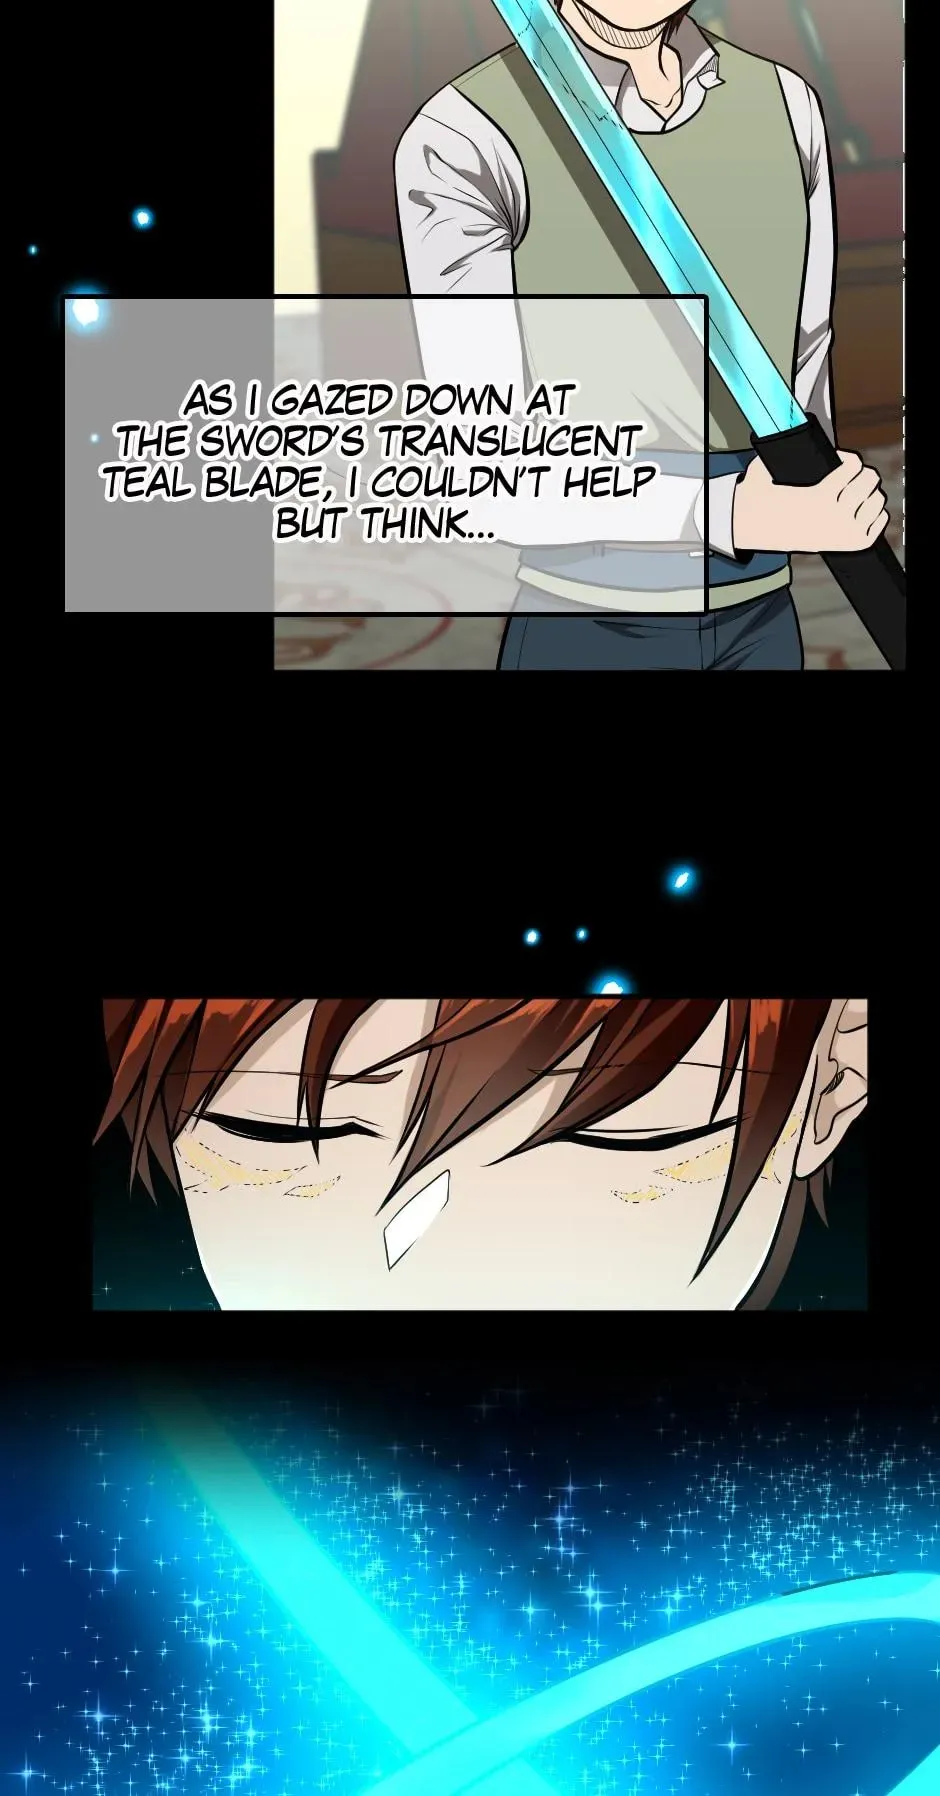 AS I GAZED DOWN AT
THE SWORD'S TRANSLUCENT
TEAL BLADE, I COULDN'T HELP
BUT THINK...